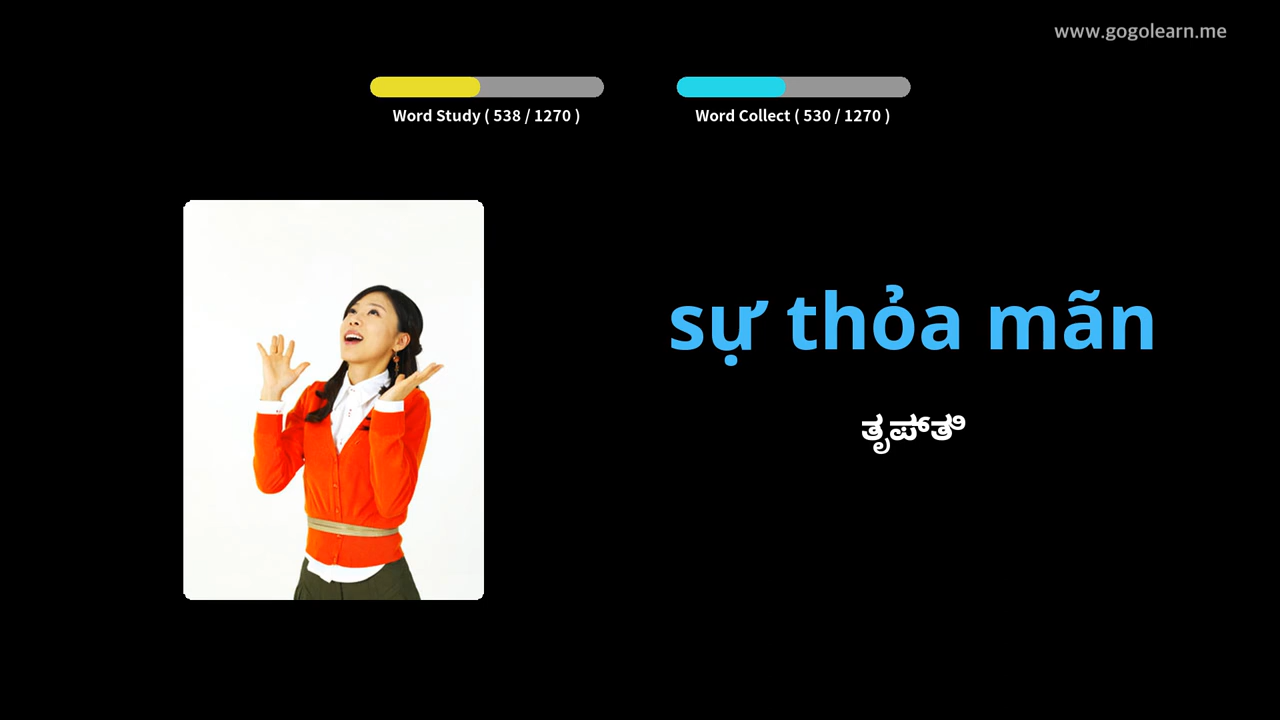 www.gogolearn.me
Word Study ( 538 / 1270 )
Word Collect ( 530 / 1270 )
sự thỏa mãn
ತೃಪ್ತಿ